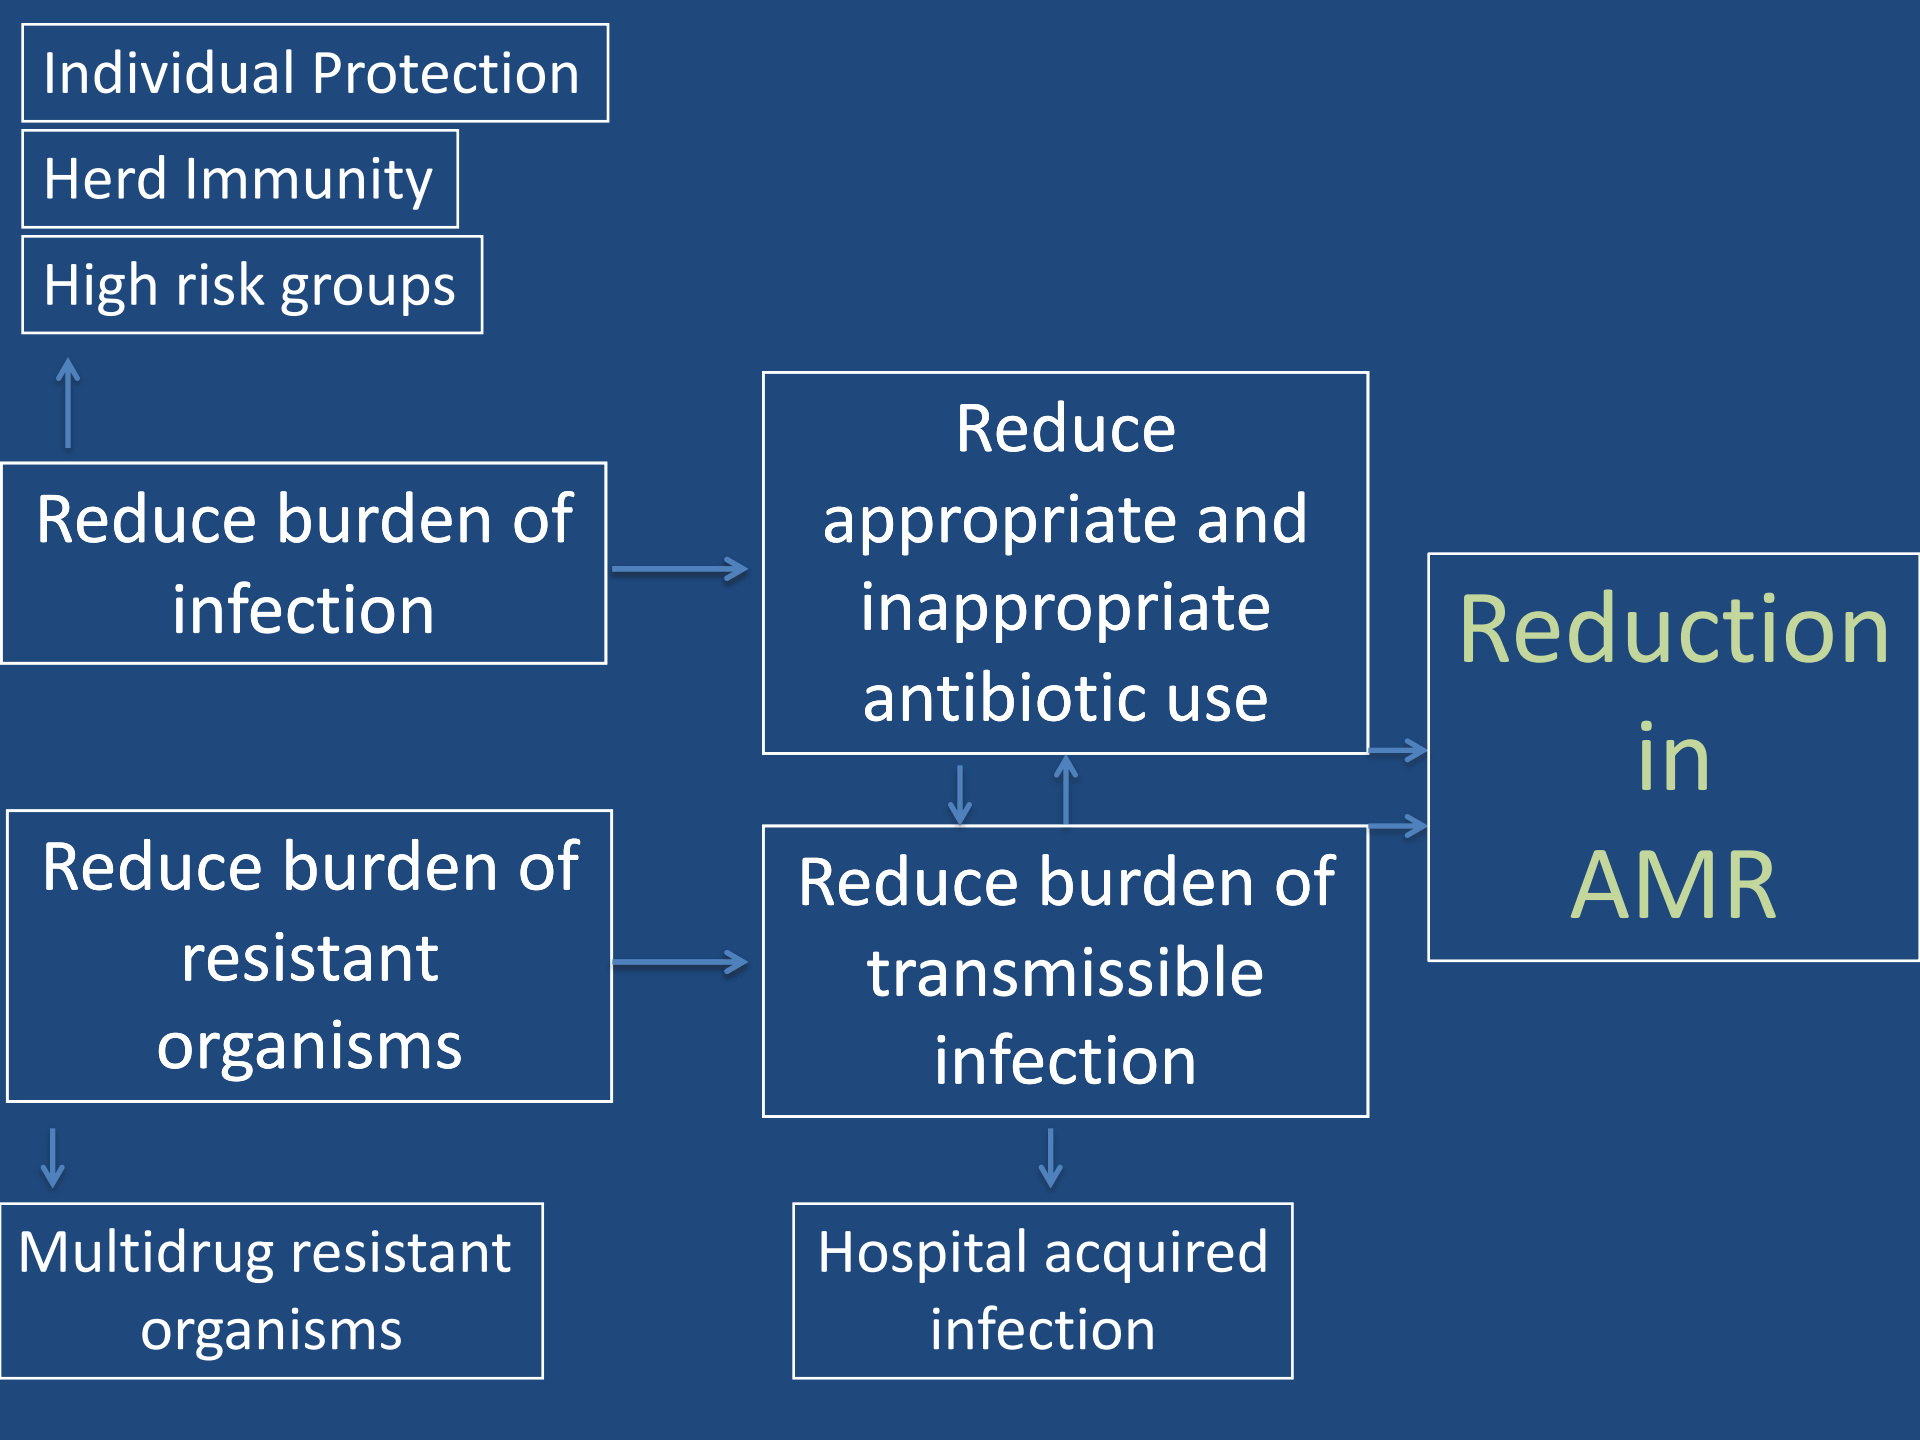 Individual Protection
Herd Immunity
High risk groups
Reduce burden of
infection
Reduce
appropriate and
inappropriate
antibiotic use
Reduction
in
AMR
Reduce burden of
resistant
organisms
Reduce burden of
transmissible
infection
Multidrug resistant
organisms
Hospital acquired
infection